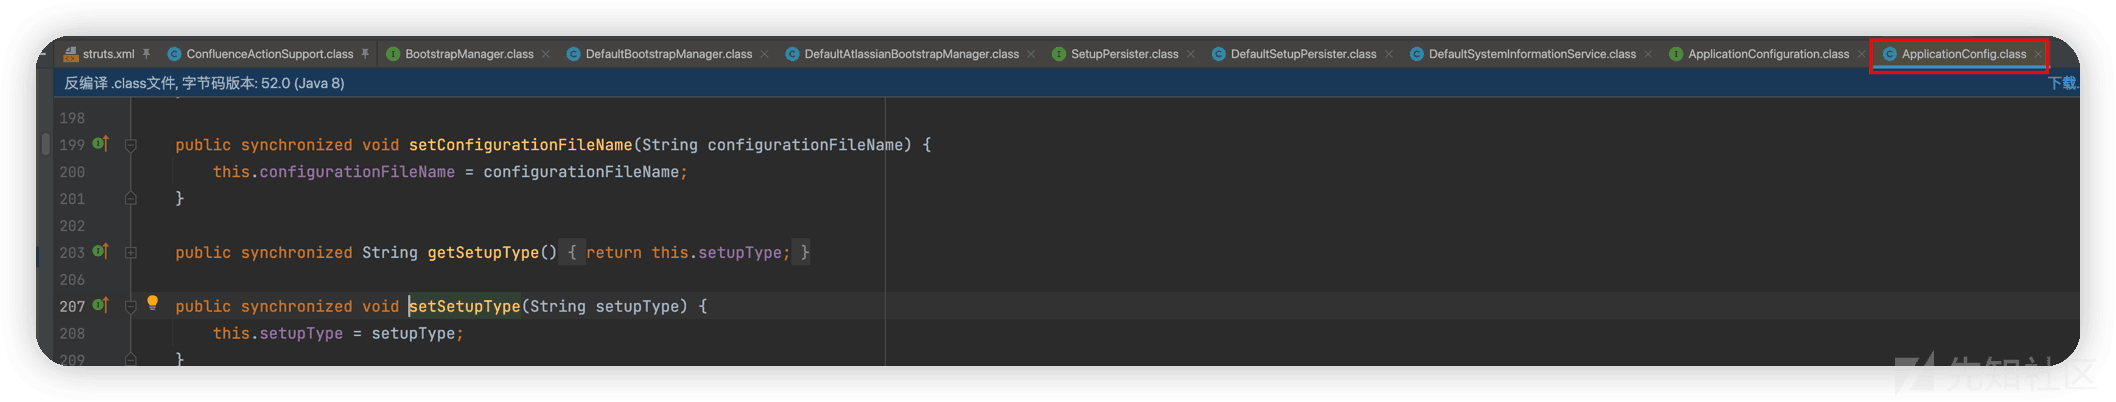 struts.xml ConfluenceActionSupport.class BootstrapManager.class DefaultBootstrapManager.class DefaultAtlassianBootstrapManager.class SetupPersister.class DefaultSetupPersister.class DefaultSystemInformationService.class ApplicationConfiguration.class ApplicationConfig.class
反编译 .class文件, 字节码版本: 52.0 (Java 8) 下载.
198
199 public synchronized void setConfigurationFileName(String configurationFileName) {
200 this.configurationFileName = configurationFileName;
201 }
202
203 public synchronized String getSetupType() { return this.setupType; }
206
207 public synchronized void setSetupType(String setupType) {
208 this.setupType = setupType;
209 }
先知社区